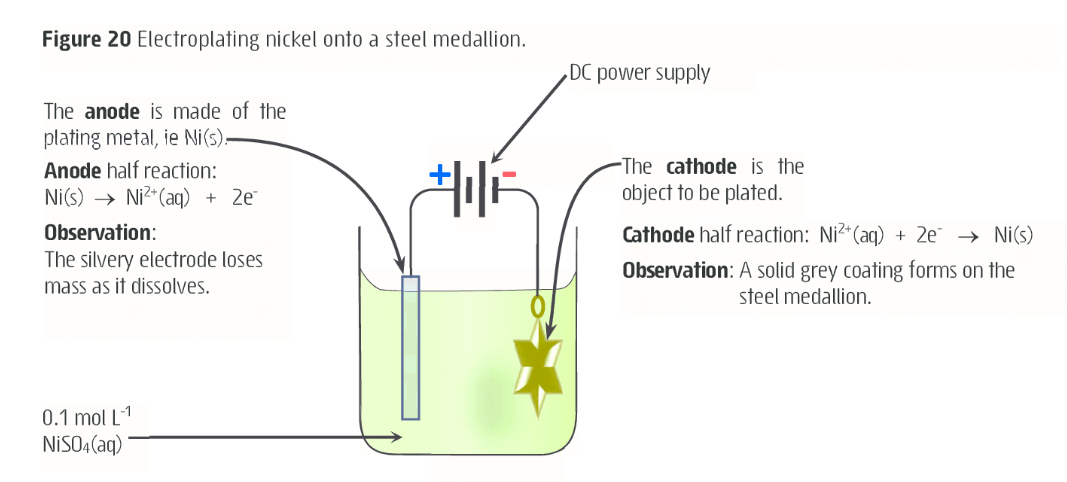 Figure 20 Electroplating nickel onto a steel medallion.
DC power supply
The anode is made of the
plating metal, ie Ni(s).
Anode half reaction:
Ni(s) → Ni²⁺(aq) + 2e⁻
Observation:
The silvery electrode loses
mass as it dissolves.
+
-
The cathode is the
object to be plated.
Cathode half reaction: Ni²⁺(aq) + 2e⁻ → Ni(s)
Observation: A solid grey coating forms on the
steel medallion.
0.1 mol L⁻¹
NiSO₄(aq)